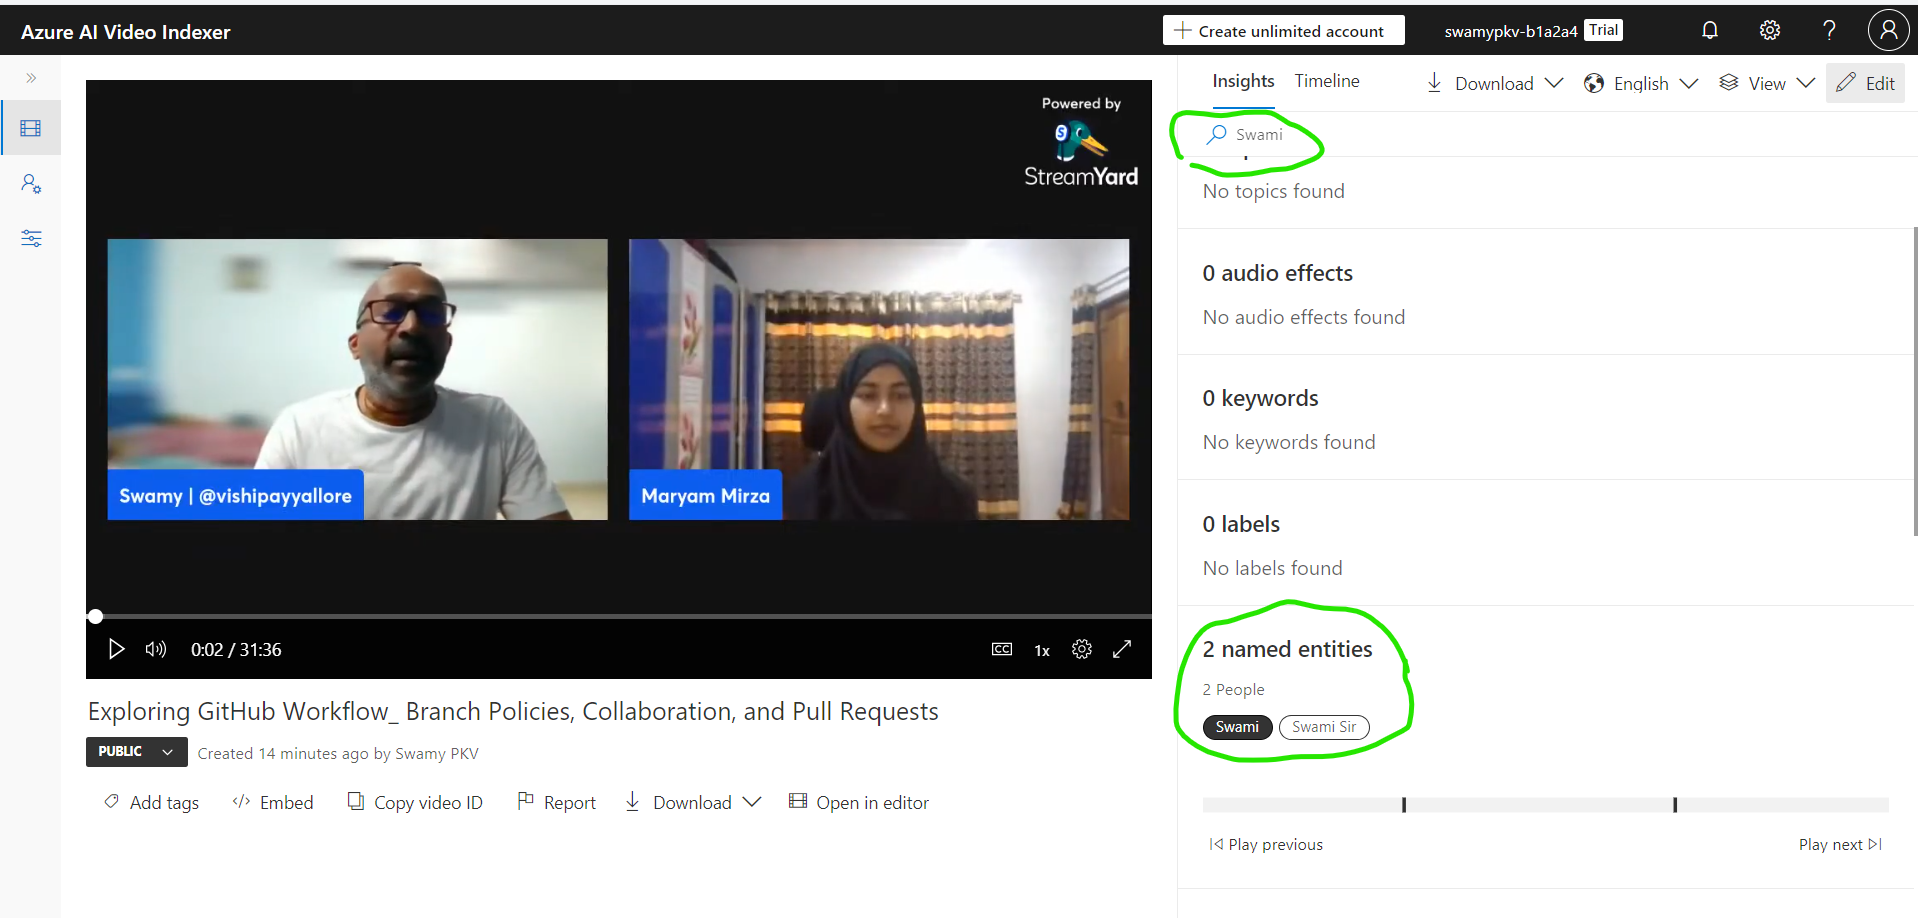 Azure AI Video Indexer
Create unlimited account
swamypkv-b1a2a4 Trial
Powered by
StreamYard
Swamy | @vishipayyallore
Maryam Mirza
0:02 / 31:36
CC
1x
Exploring GitHub Workflow_ Branch Policies, Collaboration, and Pull Requests
PUBLIC
Created 14 minutes ago by Swamy PKV
Add tags
Embed
Copy video ID
Report
Download
Open in editor
Insights
Timeline
Download
English
View
Edit
Swami
No topics found
0 audio effects
No audio effects found
0 keywords
No keywords found
0 labels
No labels found
2 named entities
2 People
Swami
Swami Sir
Play previous
Play next